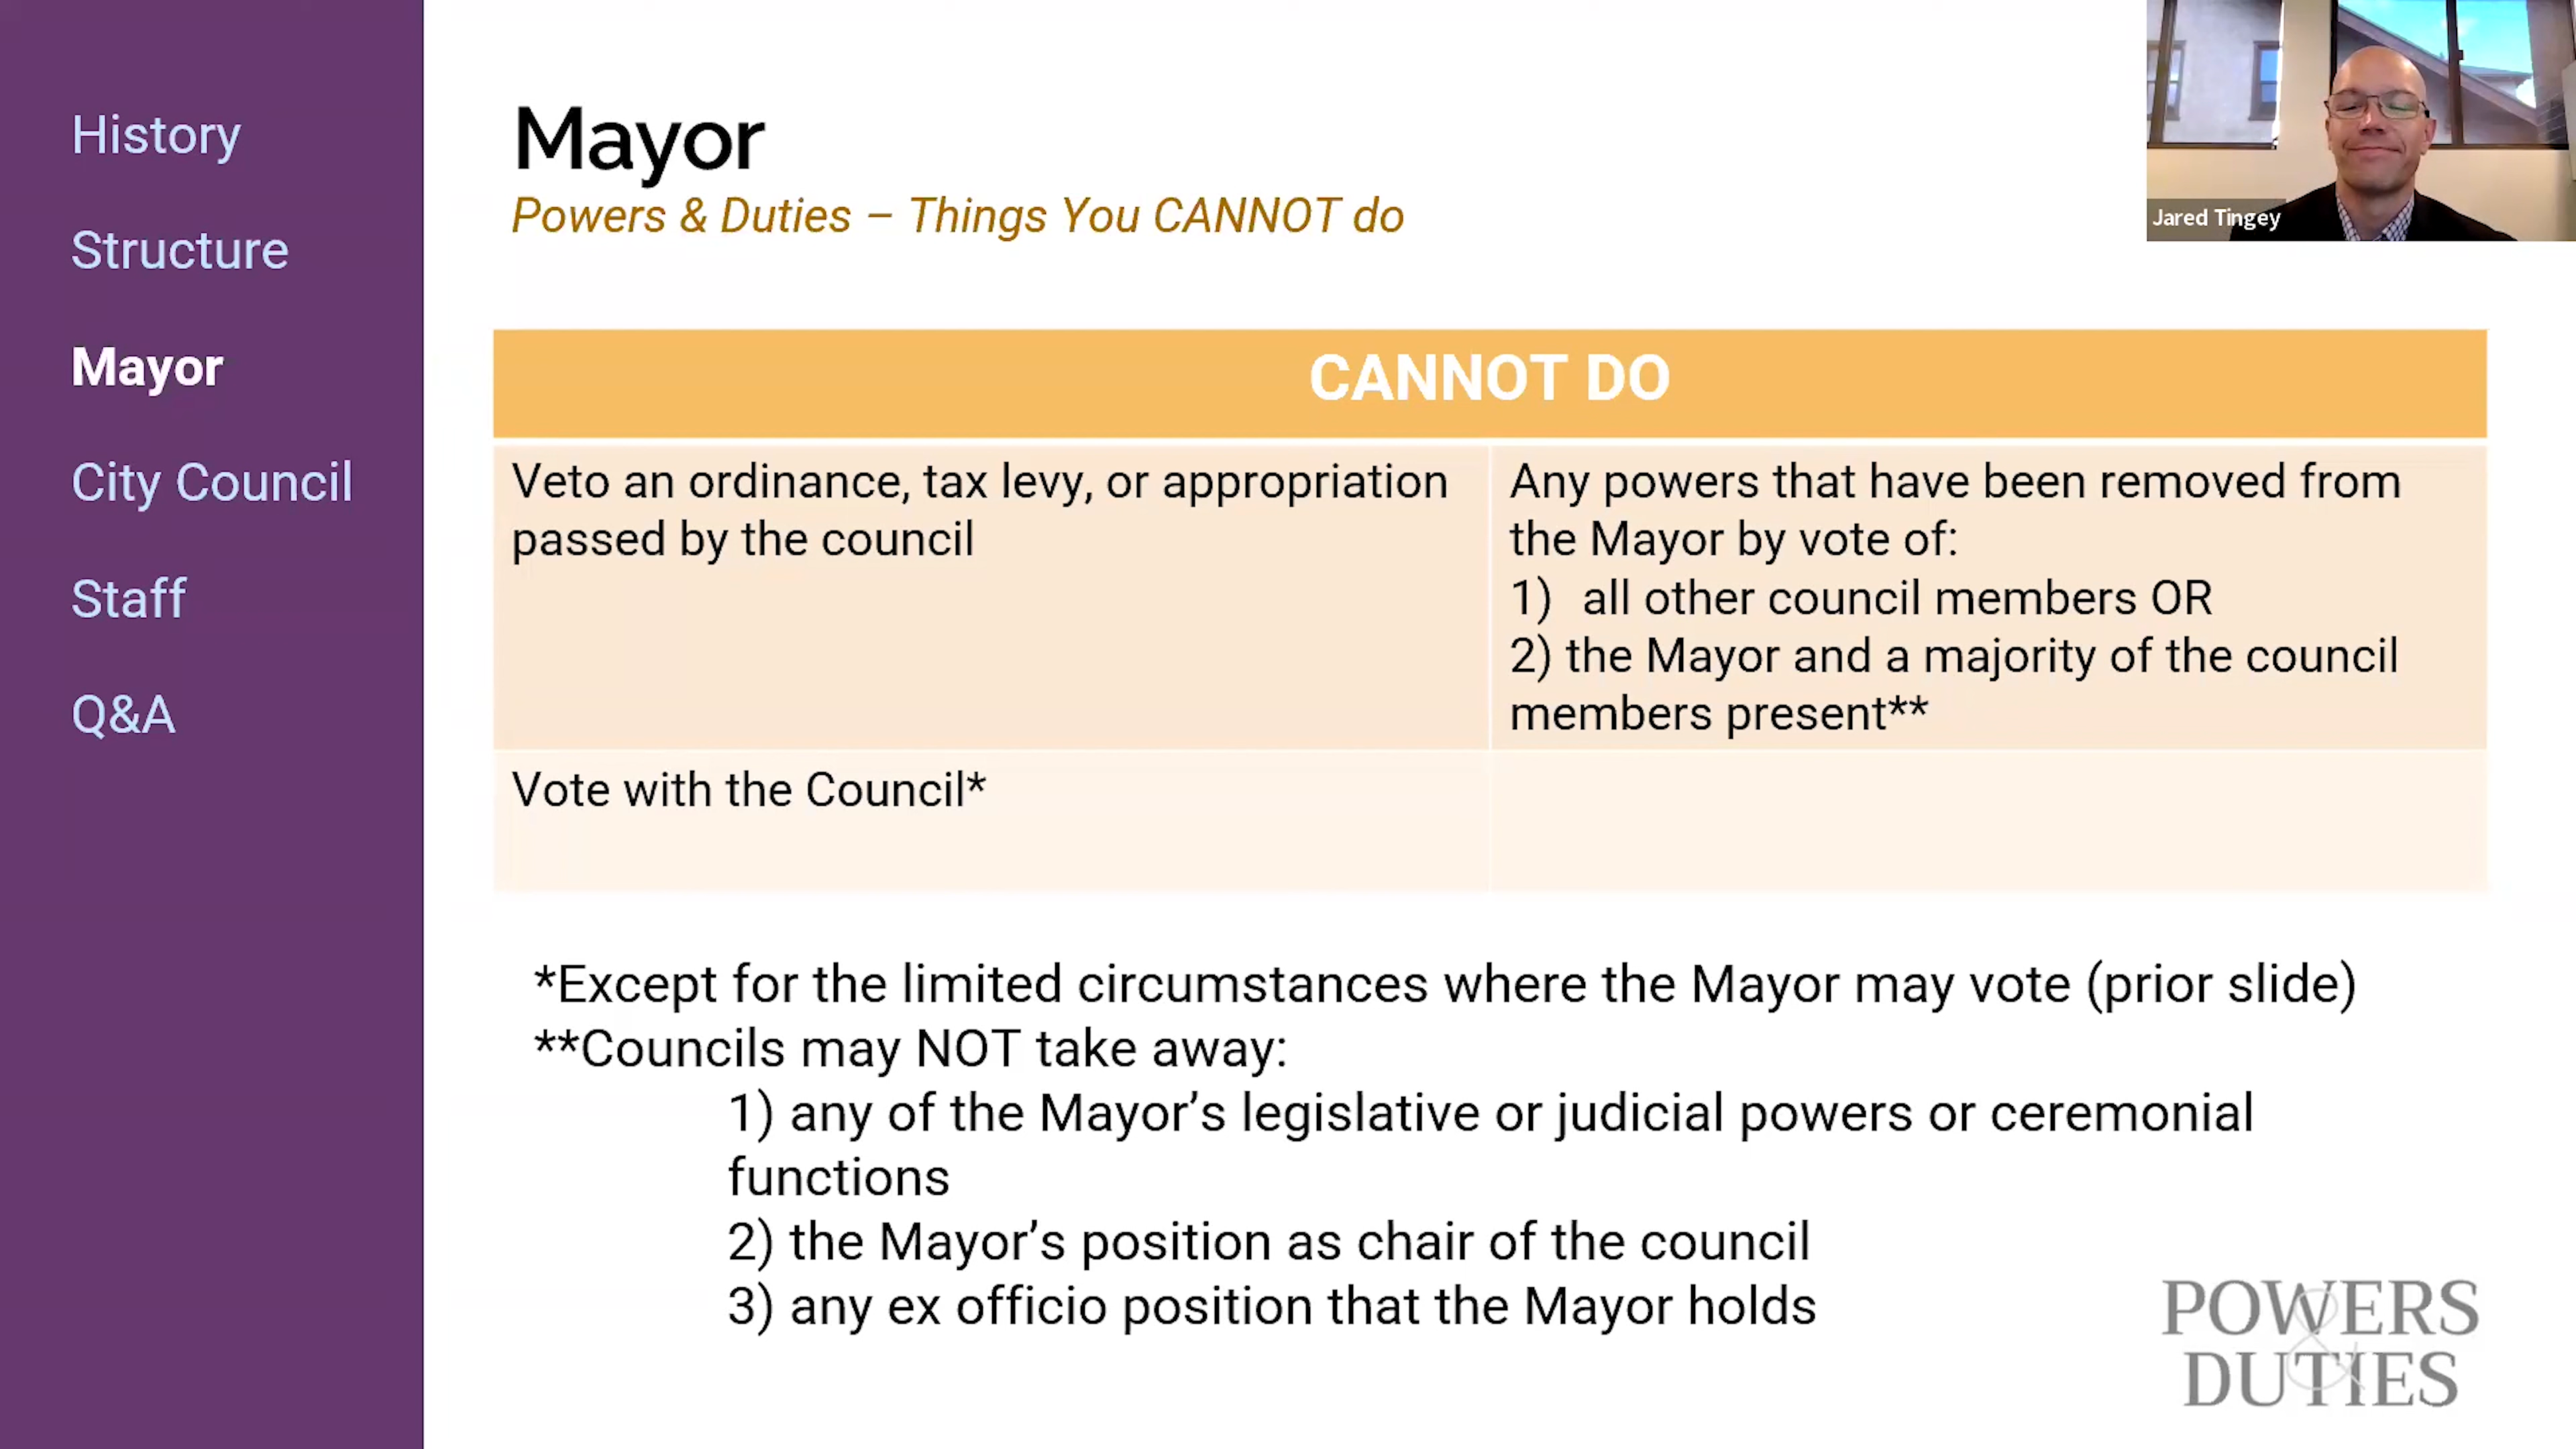 History
Structure
Mayor
City Council
Staff
Q&A
Mayor
Powers & Duties – Things You CANNOT do
Jared Tingey
CANNOT DO
Veto an ordinance, tax levy, or appropriation
passed by the council
Any powers that have been removed from
the Mayor by vote of:
1) all other council members OR
2) the Mayor and a majority of the council
members present**
Vote with the Council*
*Except for the limited circumstances where the Mayor may vote (prior slide)
**Councils may NOT take away:
1) any of the Mayor’s legislative or judicial powers or ceremonial
functions
2) the Mayor’s position as chair of the council
3) any ex officio position that the Mayor holds
POWERS
&
DUTIES